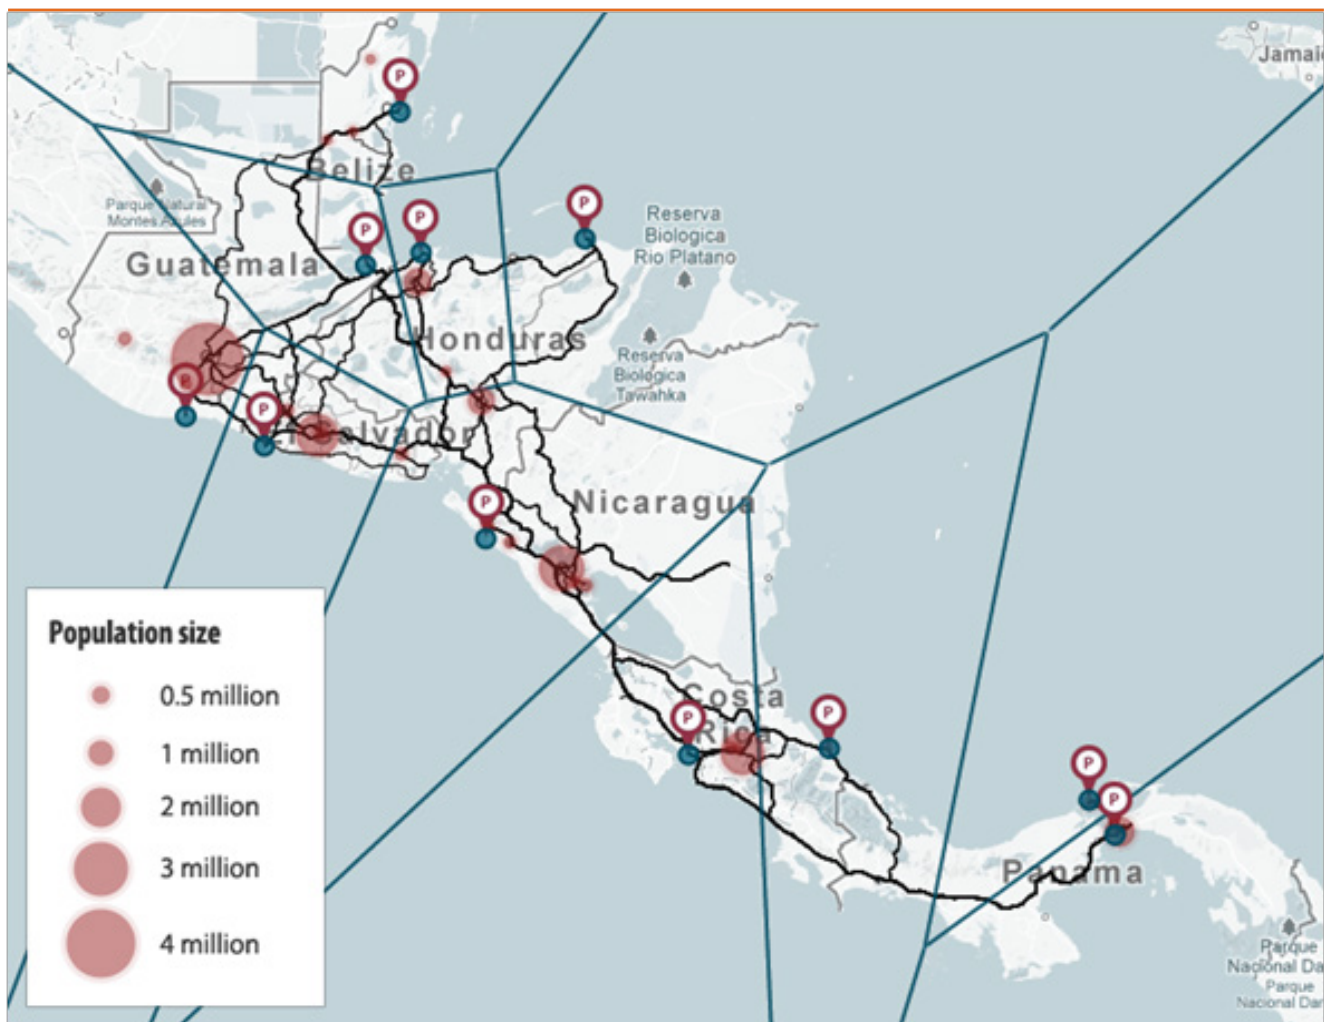 Jamai
P
Belize
Parque Natural
Montes Azules
P
P
P
Reserva
Biologica
Rio Platano
Guatemala
Honduras
Reserva
Biologica
Tawahka
P
P
El Salvador
P
Nicaragua
Population size
0.5 million
1 million
2 million
3 million
4 million
Costa
Rica
P
P
P
P
Panama
Parque
Nacional Da
Parque
Nacional Dar